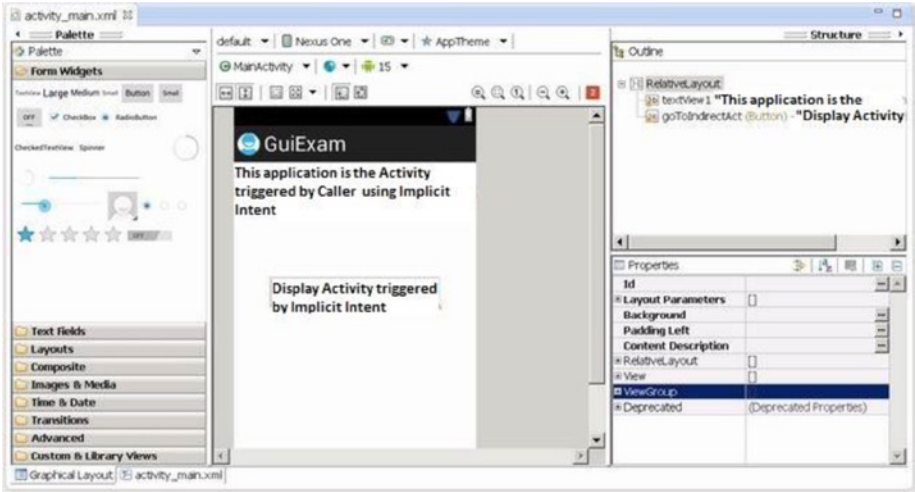 activity_main.xml
Palette
Palette
Form Widgets
TextView Large Medium Small Button Small
OFF CheckBox RadioButton
CheckedTextView Spinner
OFF
Text Fields
Layouts
Composite
Images & Media
Time & Date
Transitions
Advanced
Custom & Library Views
Graphical Layout activity_main.xml
default Nexus One AppTheme
MainActivity 15
2
GuiExam
This application is the Activity
triggered by Caller using Implicit
Intent
Display Activity triggered
by Implicit Intent
Structure
Outline
RelativeLayout
textView1 "This application is the
goToIndirectAct (Button) - "Display Activity
Properties
Id
Layout Parameters []
Background
Padding Left
Content Description
RelativeLayout []
View []
ViewGroup
Deprecated (Deprecated Properties)